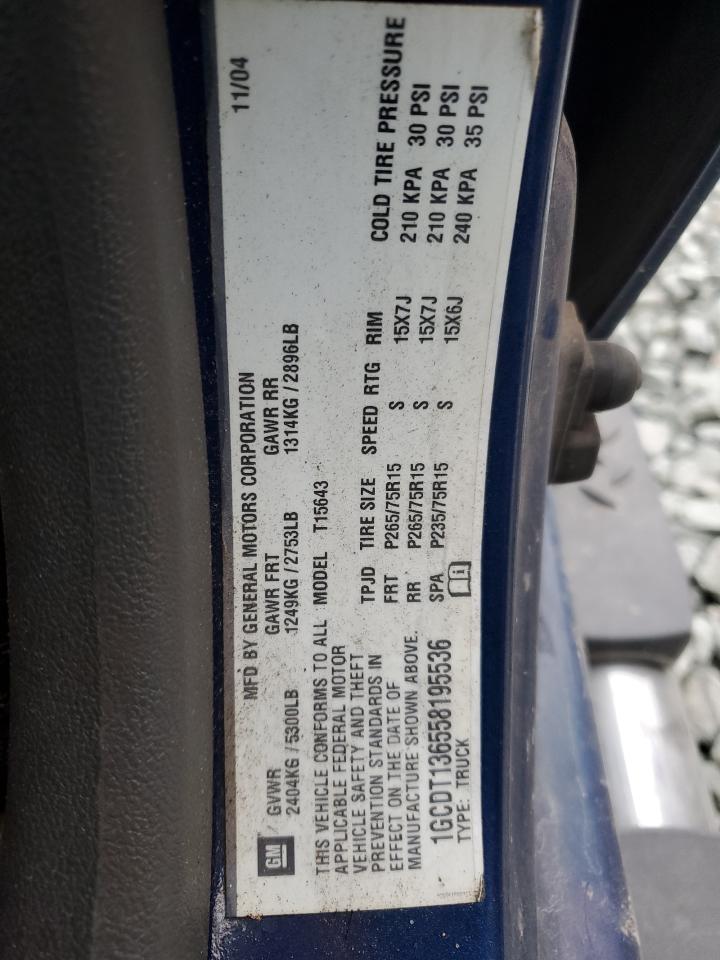 MFD BY GENERAL MOTORS CORPORATION 11/04
GVWR GAWR FRT GAWR RR
GM 2404KG / 5300LB 1249KG / 2753LB 1314KG / 2896LB
THIS VEHICLE CONFORMS TO ALL MODEL T15643
APPLICABLE FEDERAL MOTOR
VEHICLE SAFETY AND THEFT
PREVENTION STANDARDS IN
EFFECT ON THE DATE OF
MANUFACTURE SHOWN ABOVE.
1GCDT136558195536
TYPE: TRUCK
TPJD TIRE SIZE SPEED RTG RIM COLD TIRE PRESSURE
FRT P265/75R15 S 15X7J 210 KPA 30 PSI
RR P265/75R15 S 15X7J 210 KPA 30 PSI
SPA P235/75R15 S 15X6J 240 KPA 35 PSI